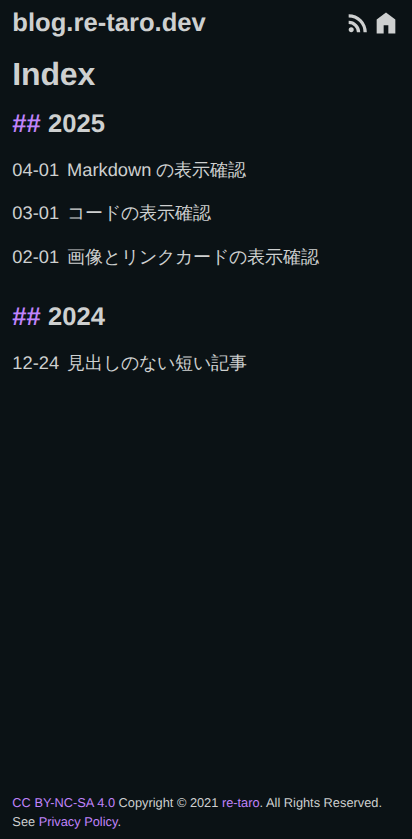 blog.re-taro.dev
Index
## 2025
04-01 Markdown の表示確認
03-01 コードの表示確認
02-01 画像とリンクカードの表示確認
## 2024
12-24 見出しのない短い記事
CC BY-NC-SA 4.0 Copyright © 2021 re-taro. All Rights Reserved.
See Privacy Policy.